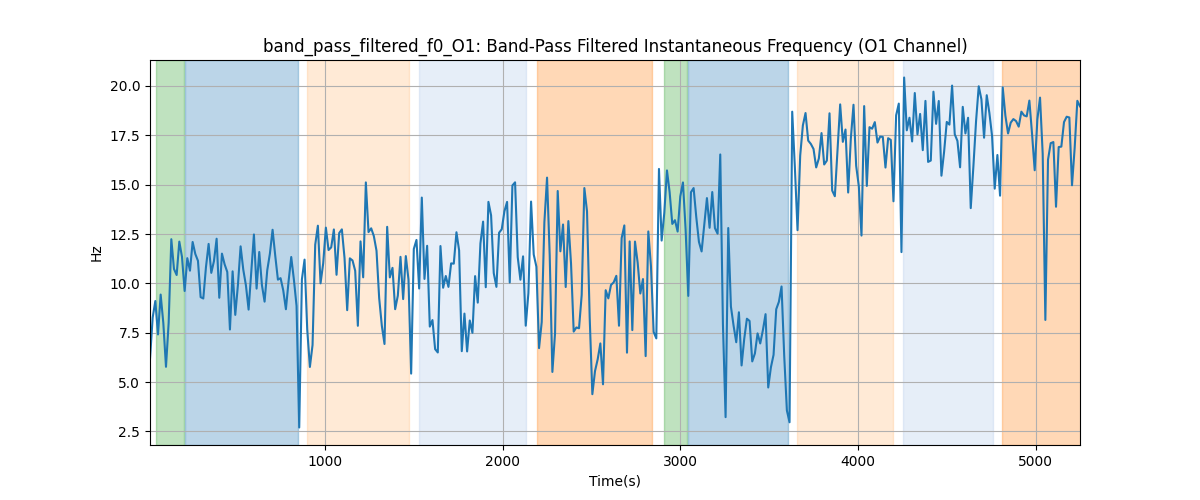 band_pass_filtered_f0_O1: Band-Pass Filtered Instantaneous Frequency (O1 Channel)
20.0
17.5
15.0
12.5
10.0
7.5
5.0
2.5
Hz
1000 2000 3000 4000 5000
Time(s)